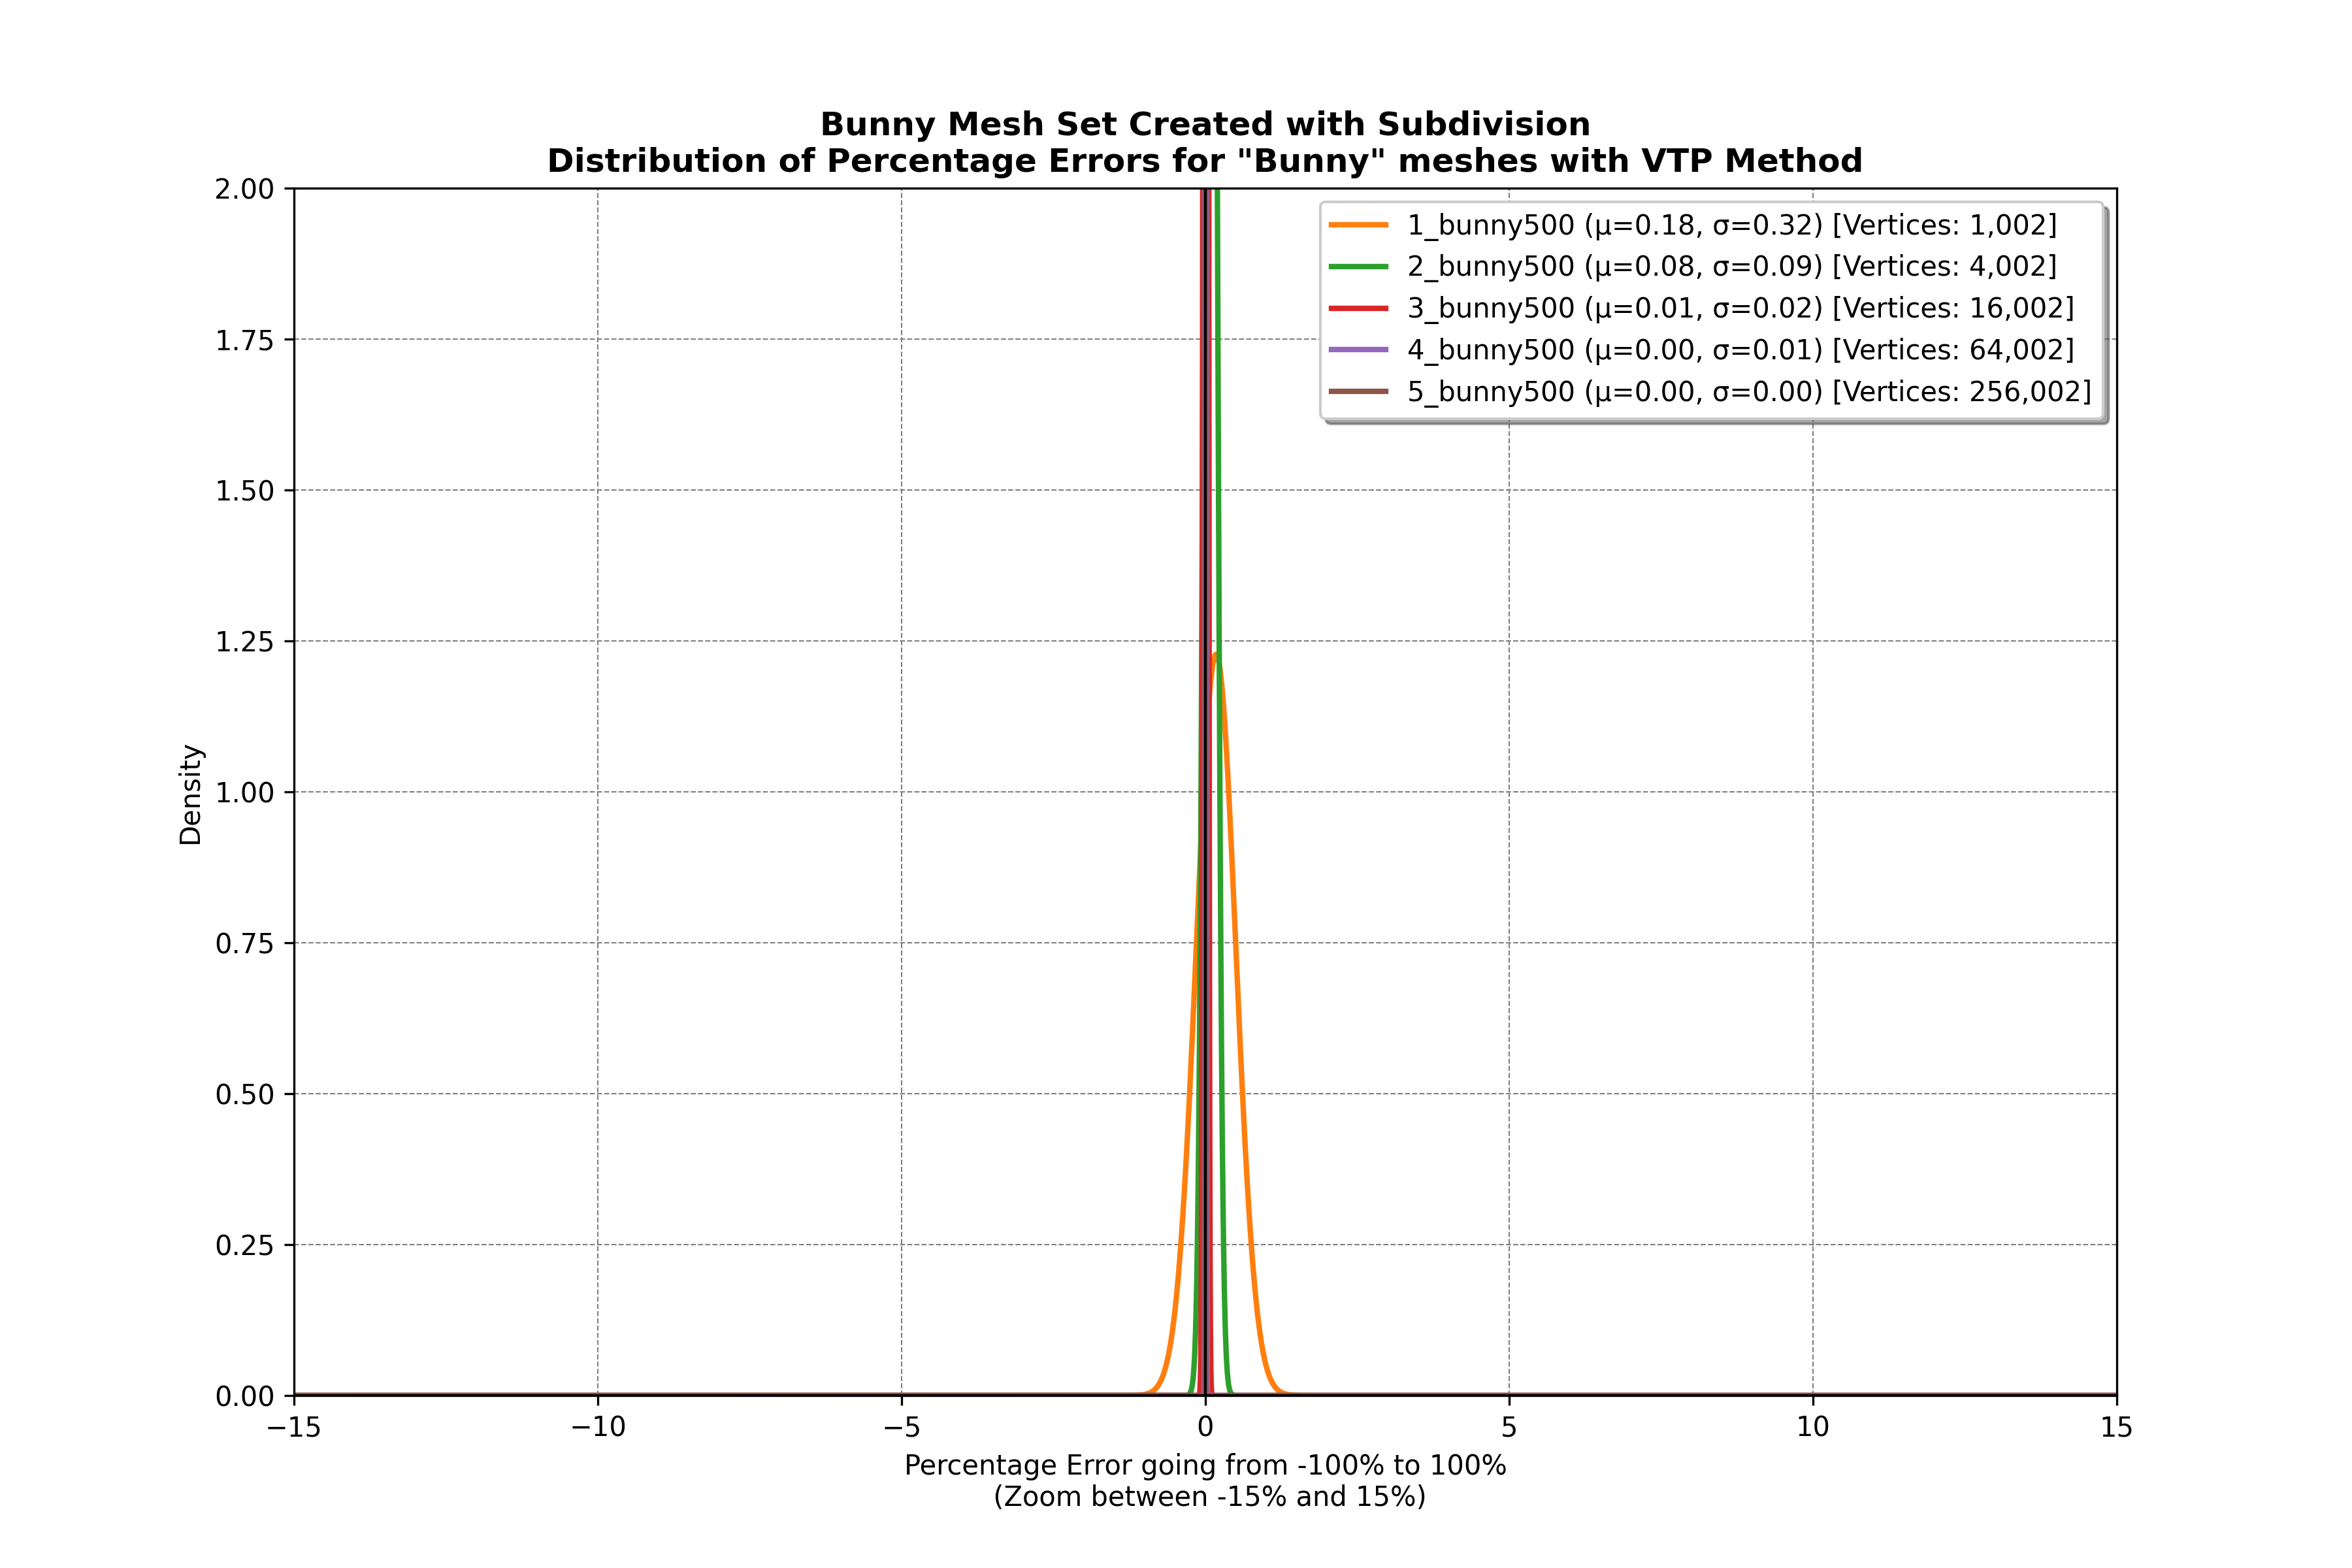 Bunny Mesh Set Created with Subdivision
Distribution of Percentage Errors for "Bunny" meshes with VTP Method
1_bunny500 (μ=0.18, σ=0.32) [Vertices: 1,002]
2_bunny500 (μ=0.08, σ=0.09) [Vertices: 4,002]
3_bunny500 (μ=0.01, σ=0.02) [Vertices: 16,002]
4_bunny500 (μ=0.00, σ=0.01) [Vertices: 64,002]
5_bunny500 (μ=0.00, σ=0.00) [Vertices: 256,002]
Density
2.00
1.75
1.50
1.25
1.00
0.75
0.50
0.25
0.00
−15 −10 −5 0 5 10 15
Percentage Error going from -100% to 100%
(Zoom between -15% and 15%)